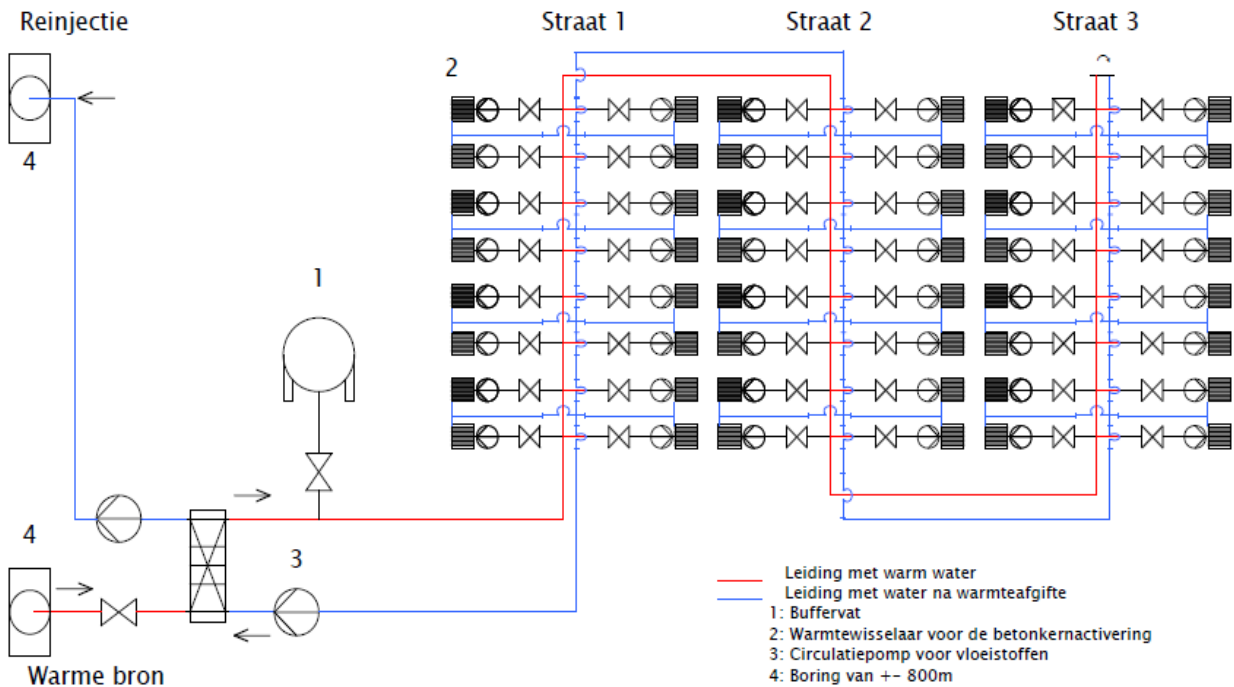 Reinjectie
Straat 1
Straat 2
Straat 3
2
4
1
4
3
Warme bron
Leiding met warm water
Leiding met water na warmteafgifte
1: Buffervat
2: Warmtewisselaar voor de betonkernactivering
3: Circulatiepomp voor vloeistoffen
4: Boring van +- 800m